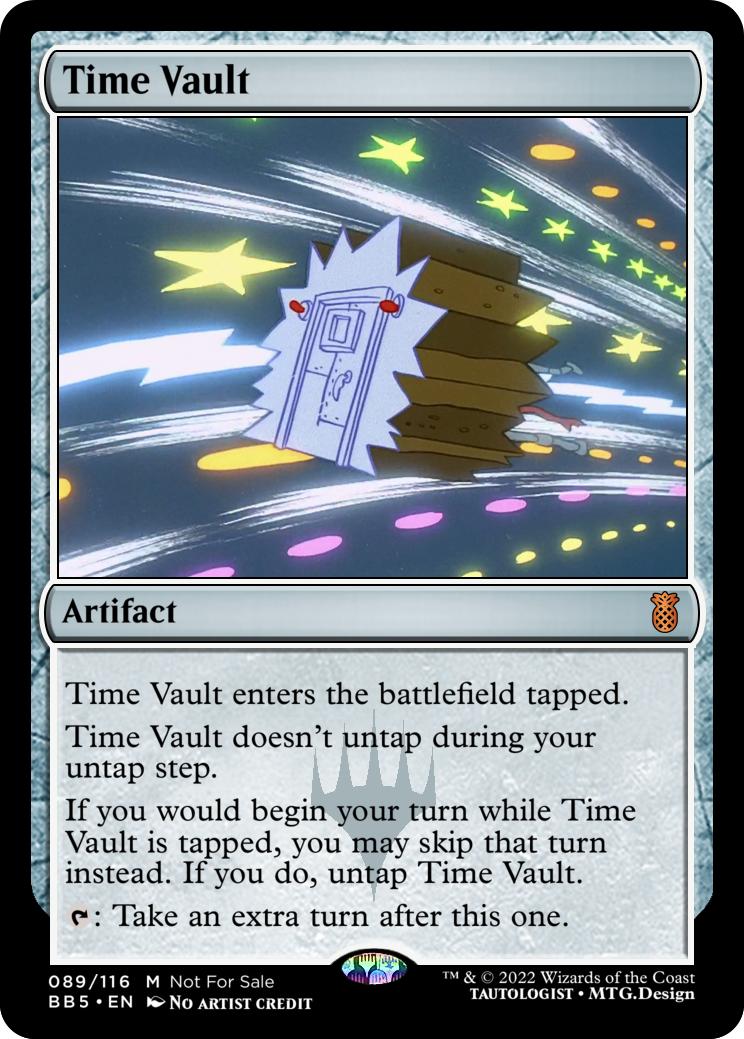 Time Vault
Artifact
Time Vault enters the battlefield tapped.
Time Vault doesn't untap during your
untap step.
If you would begin your turn while Time
Vault is tapped, you may skip that turn
instead. If you do, untap Time Vault.
: Take an extra turn after this one.
089/116 M Not For Sale
BB5 • EN No ARTIST CREDIT
™ & © 2022 Wizards of the Coast
TAUTOLOGIST • MTG.Design